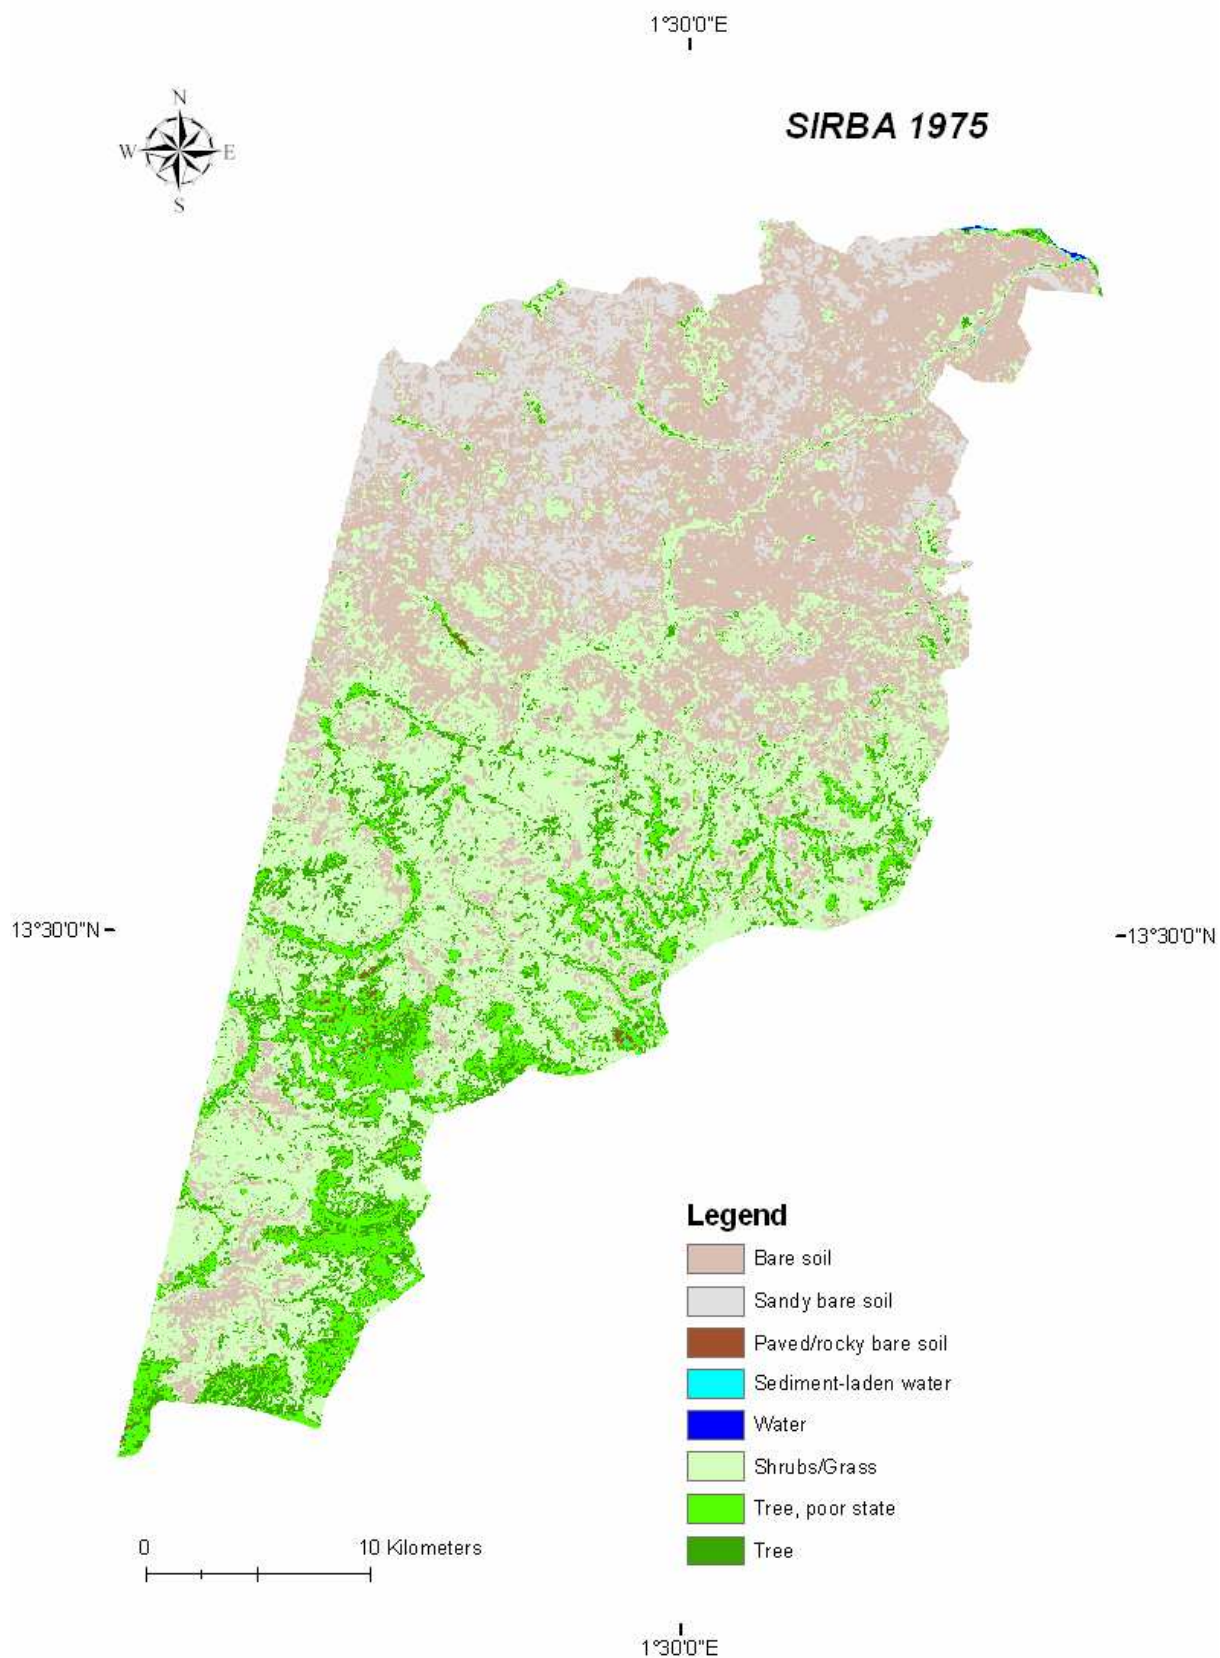 1°30'0"E
N
W E
S
SIRBA 1975
13°30'0"N
13°30'0"N
Legend
Bare soil
Sandy bare soil
Paved/rocky bare soil
Sediment-laden water
Water
Shrubs/Grass
Tree, poor state
Tree
0 10 Kilometers
1°30'0"E